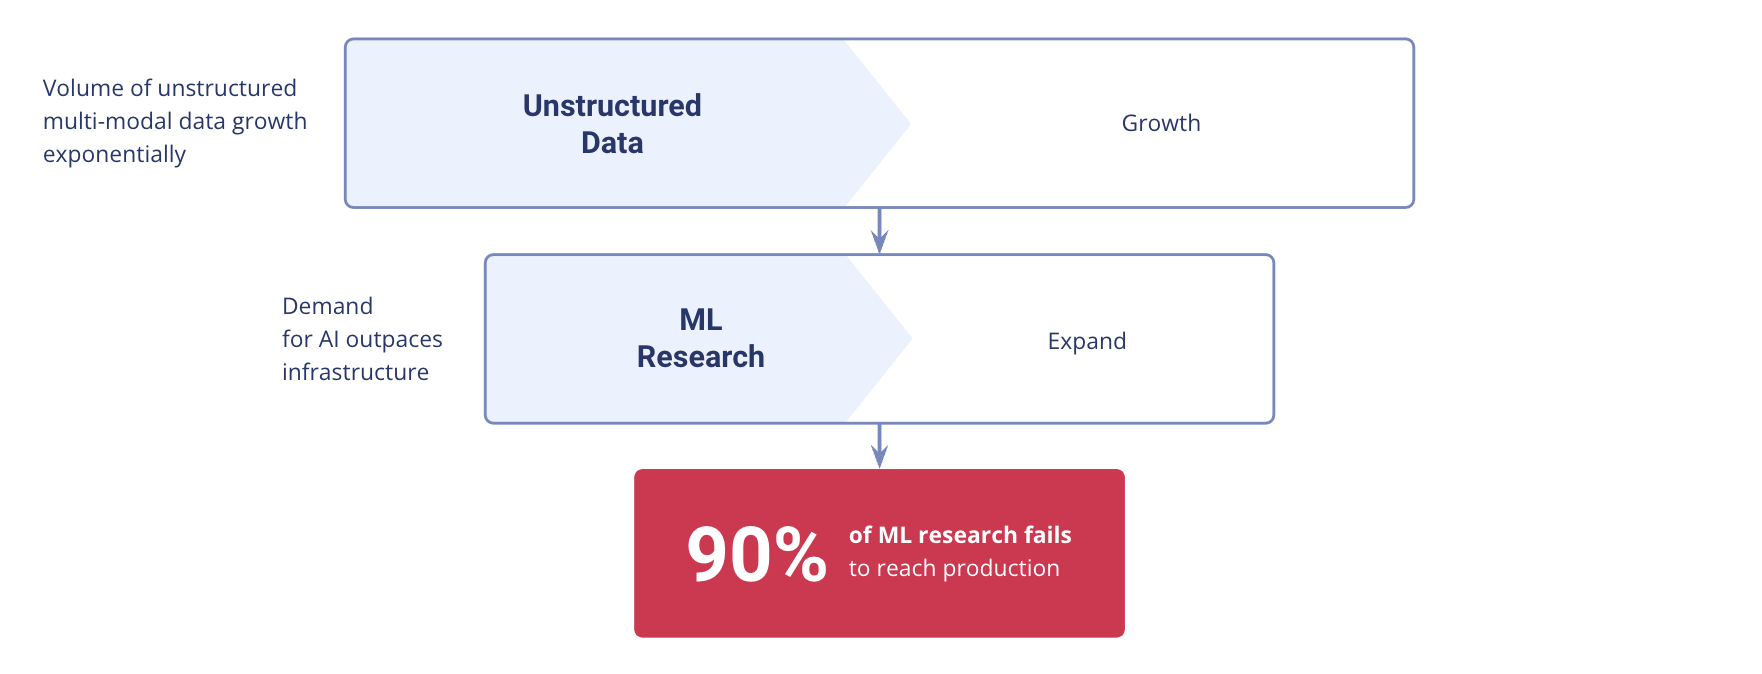 Volume of unstructured
multi-modal data growth
exponentially
Unstructured
Data
Growth
Demand
for AI outpaces
infrastructure
ML
Research
Expand
90%
of ML research fails
to reach production